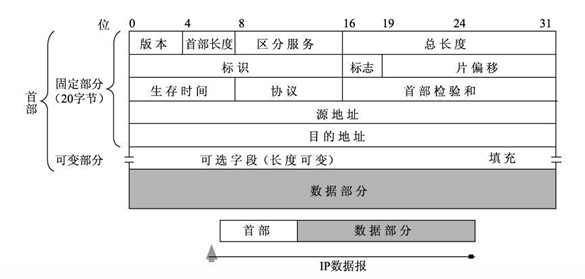 位 0 4 8 16 19 24 31
版本 首部长度 区分服务 总长度
标识 标志 片偏移
生存时间 协议 首部检验和
源地址
目的地址
可选字段(长度可变) 填充
数据部分
首部
固定部分
(20字节)
可变部分
首部 数据部分
IP数据报